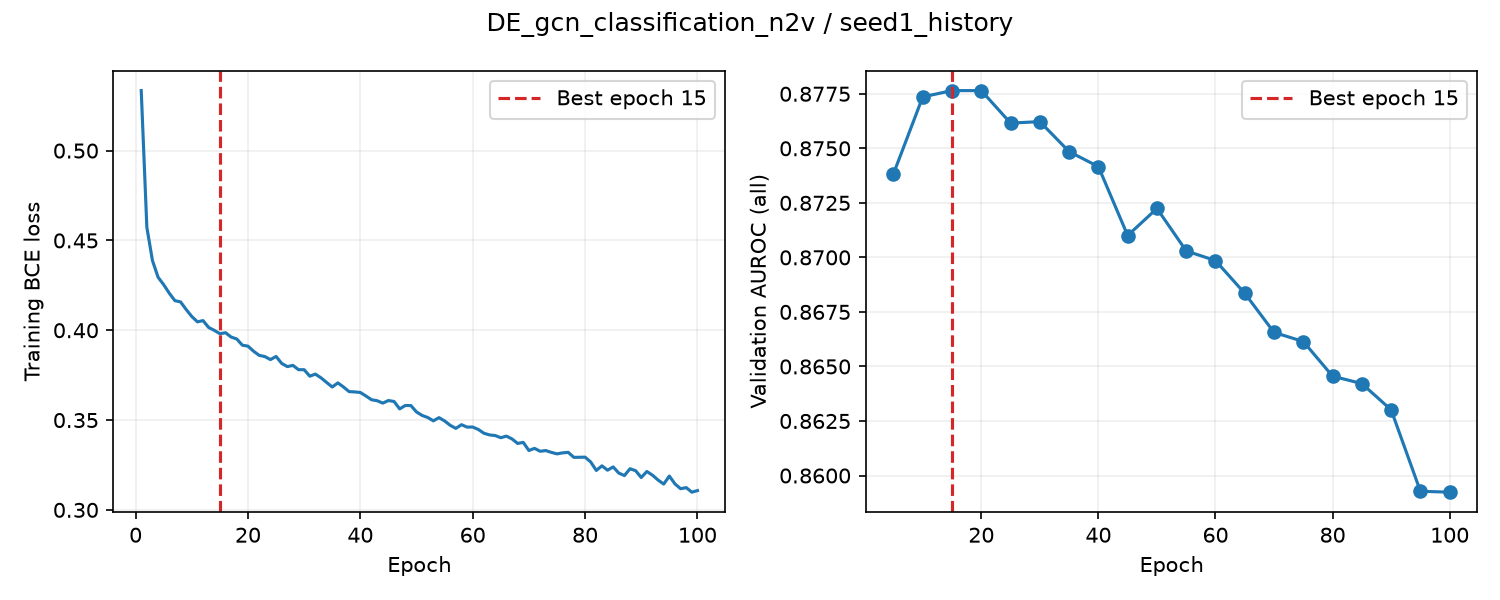 DE_gcn_classification_n2v / seed1_history
Best epoch 15
0.50
0.45
0.40
0.35
0.30
Training BCE loss
0 20 40 60 80 100
Epoch
Best epoch 15
0.8775
0.8750
0.8725
0.8700
0.8675
0.8650
0.8625
0.8600
Validation AUROC (all)
20 40 60 80 100
Epoch